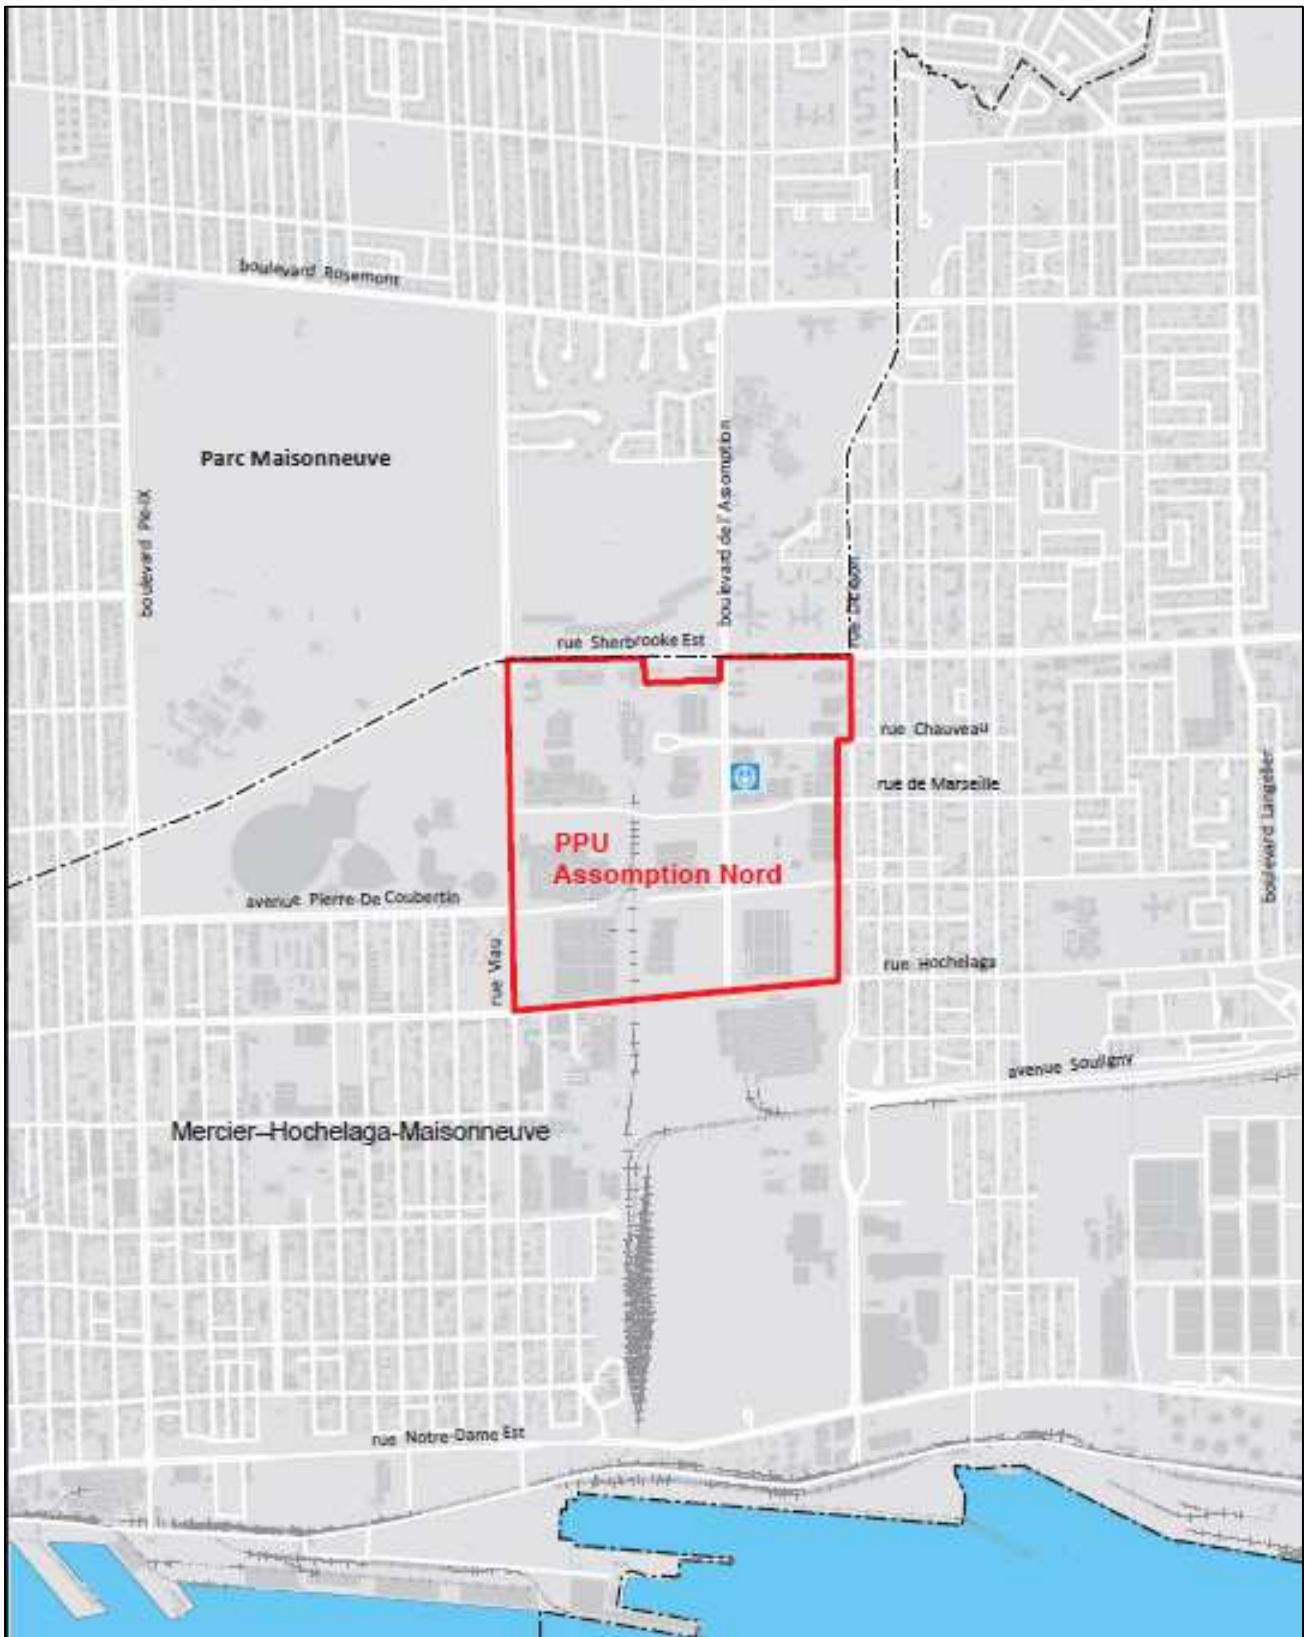 boulevard Rosemont
Parc Maisonneuve
boulevard Pie-IX
boulevard de l'Assomption
rue Dickson
rue Sherbrooke Est
rue Chauveau
rue de Marseille
boulevard Langelier
PPU
Assomption Nord
avenue Pierre-De Coubertin
rue Viau
rue Hochelaga
avenue Souligny
Mercier–Hochelaga-Maisonneuve
rue Notre-Dame Est